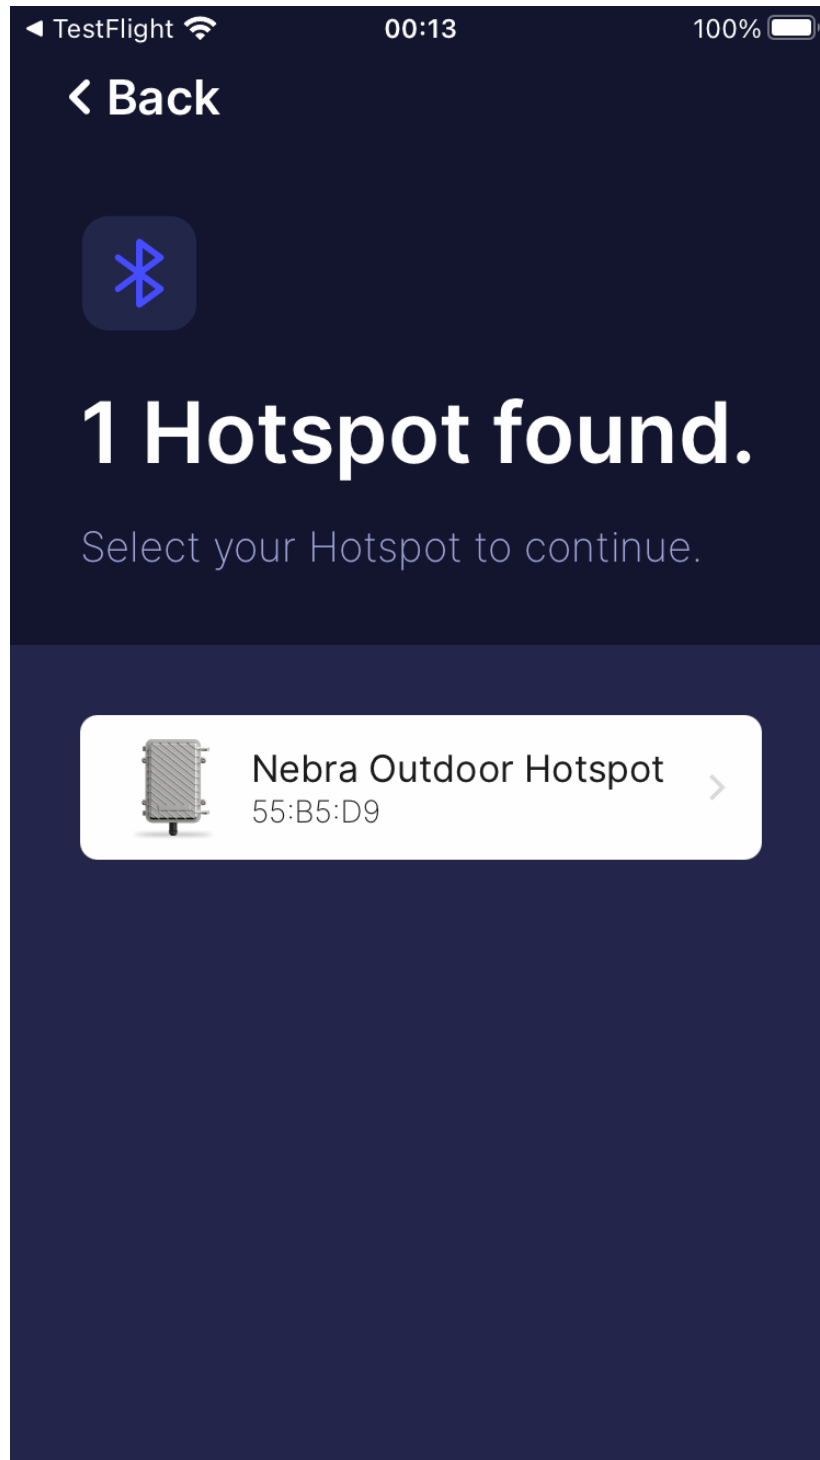 TestFlight 00:13 100%
Back
1 Hotspot found.
Select your Hotspot to continue.
Nebra Outdoor Hotspot
55:B5:D9